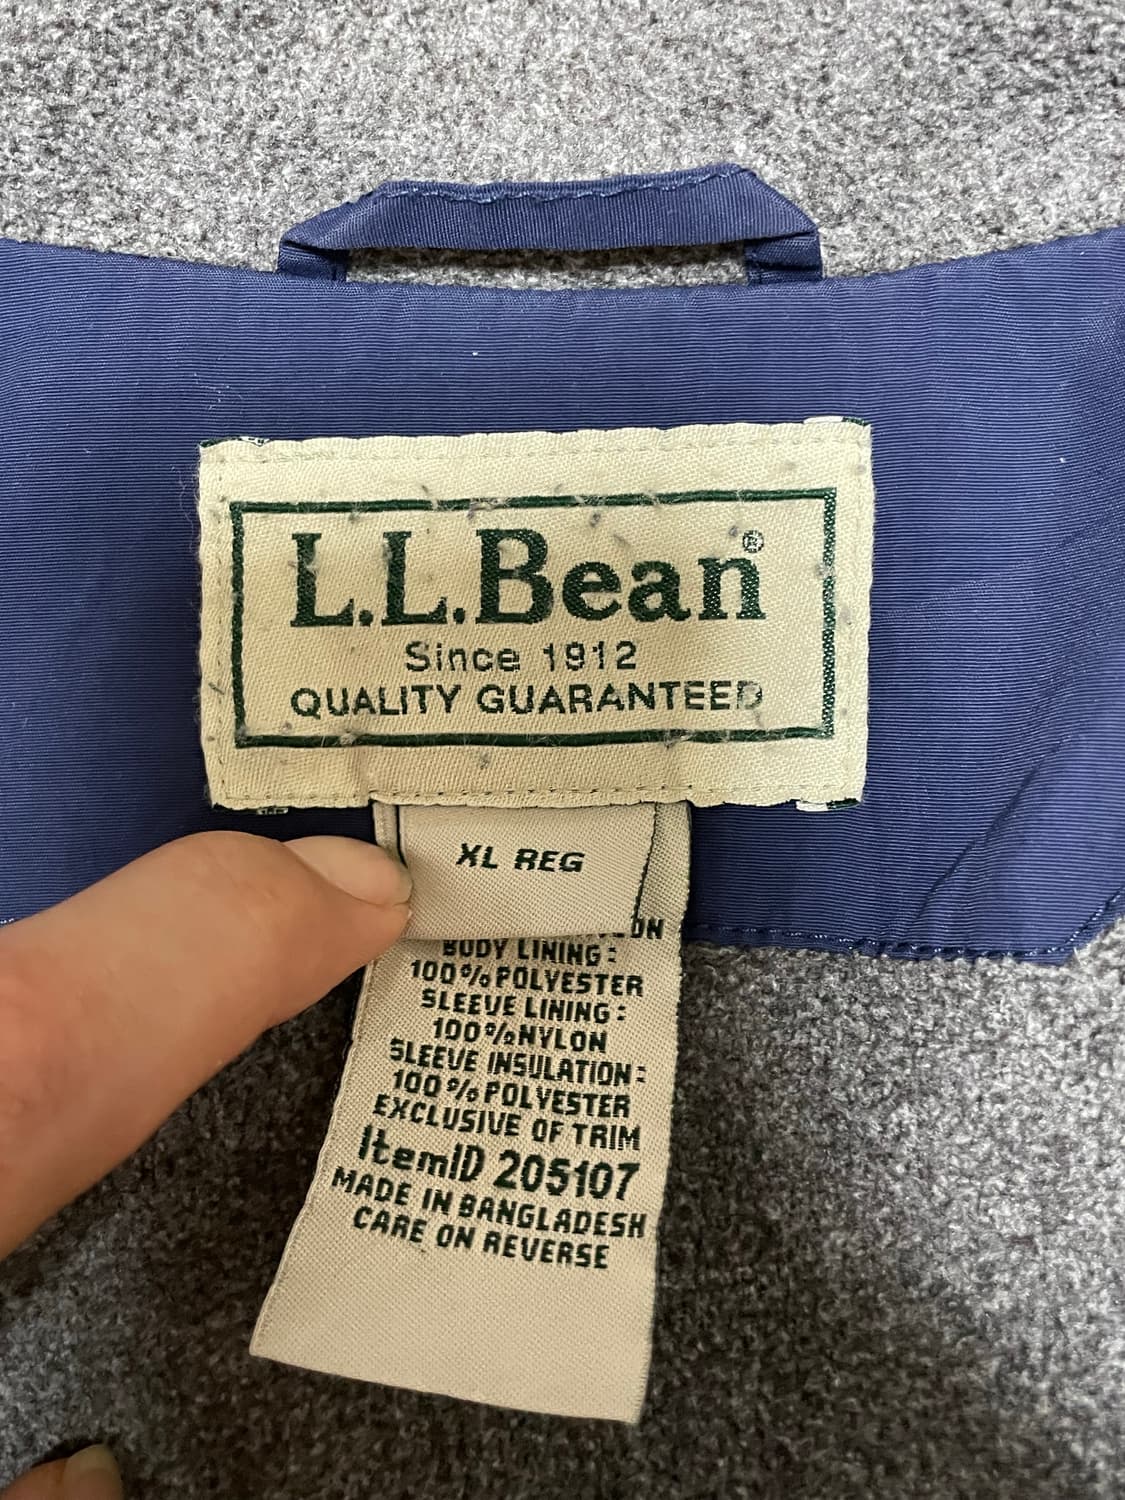 L.L.Bean®
Since 1912
QUALITY GUARANTEED
XL REG
BODY LINING:
100%POLYESTER
SLEEVE LINING:
100%NYLON
SLEEVE INSULATION:
100%POLYESTER
EXCLUSIVE OF TRIM
ItemID 205107
MADE IN BANGLADESH
CARE ON REVERSE